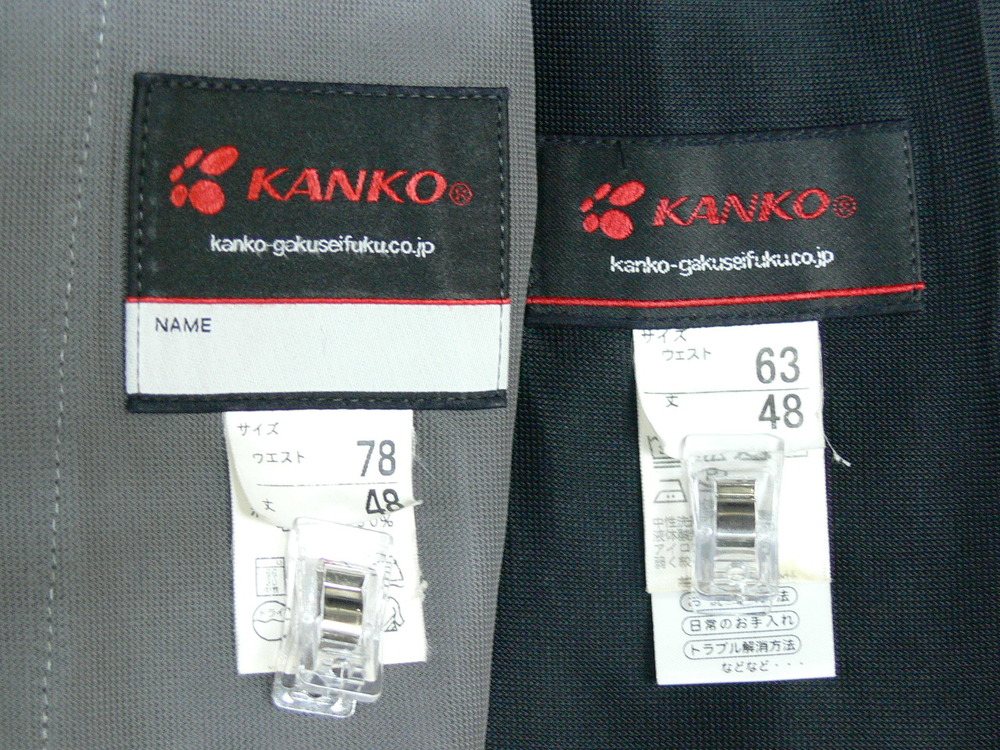 KANKO®
kanko-gakuseifuku.co.jp
NAME
サイズ
ウエスト 78
丈 48
KANKO®
kanko-gakuseifuku.co.jp
サイズ
ウェスト 63
丈 48
日常のお手入れ
トラブル解消方法
などなど・・・